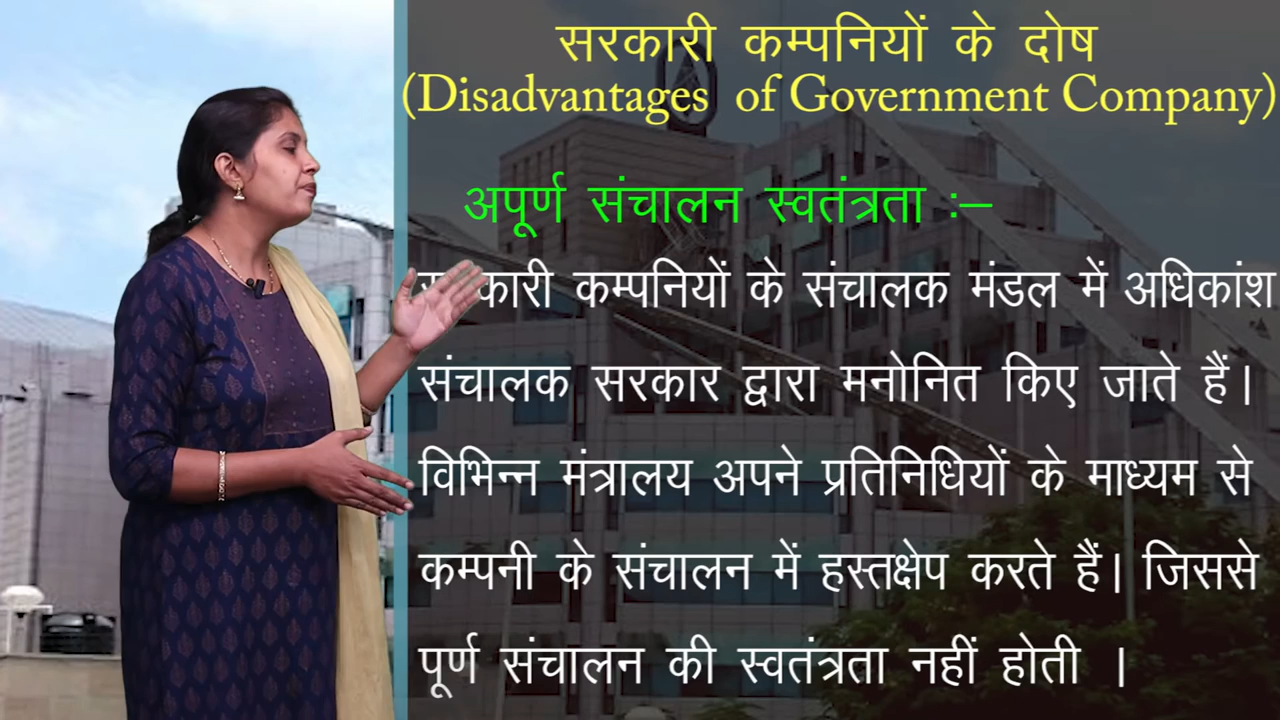 सरकारी कम्पनियों के दोष
(Disadvantages of Government Company)
अपूर्ण संचालन स्वतंत्रता :–
सरकारी कम्पनियों के संचालक मंडल में अधिकांश
संचालक सरकार द्वारा मनोनित किए जाते हैं।
विभिन्न मंत्रालय अपने प्रतिनिधियों के माध्यम से
कम्पनी के संचालन में हस्तक्षेप करते हैं। जिससे
पूर्ण संचालन की स्वतंत्रता नहीं होती ।